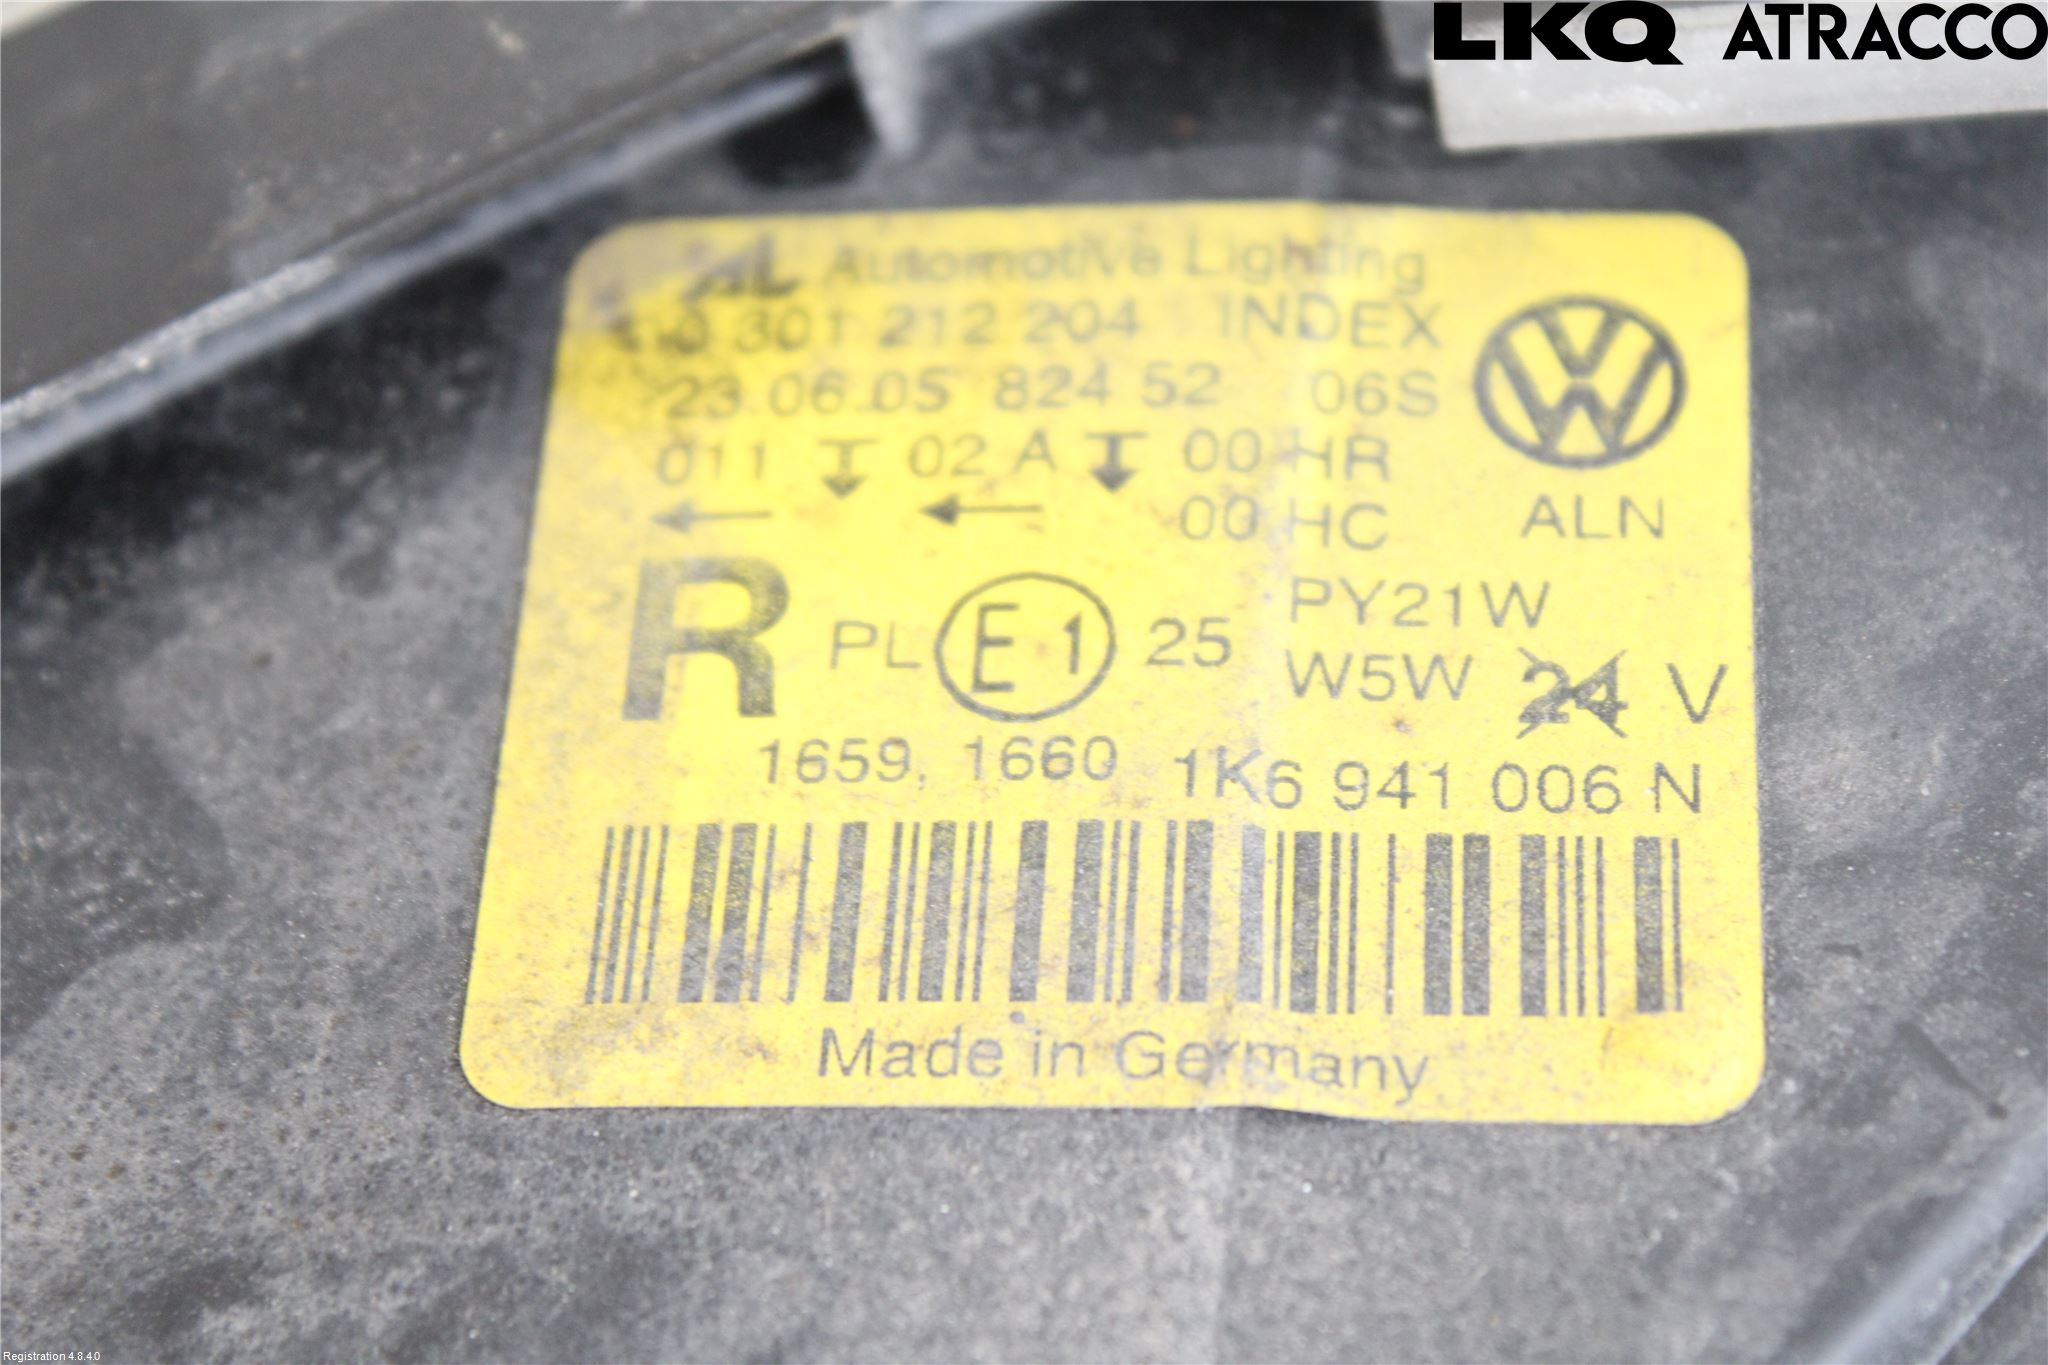 LKQ ATRACCO
AL Automotive Lighting
0 301 212 204 INDEX
23.06.05 824 52 06S
011 02 A 00 HR
00 HC ALN
R PL E1 25 PY21W
W5W 24 V
1659, 1660 1K6 941 006 N
Made in Germany
Registration 4.8.4.0